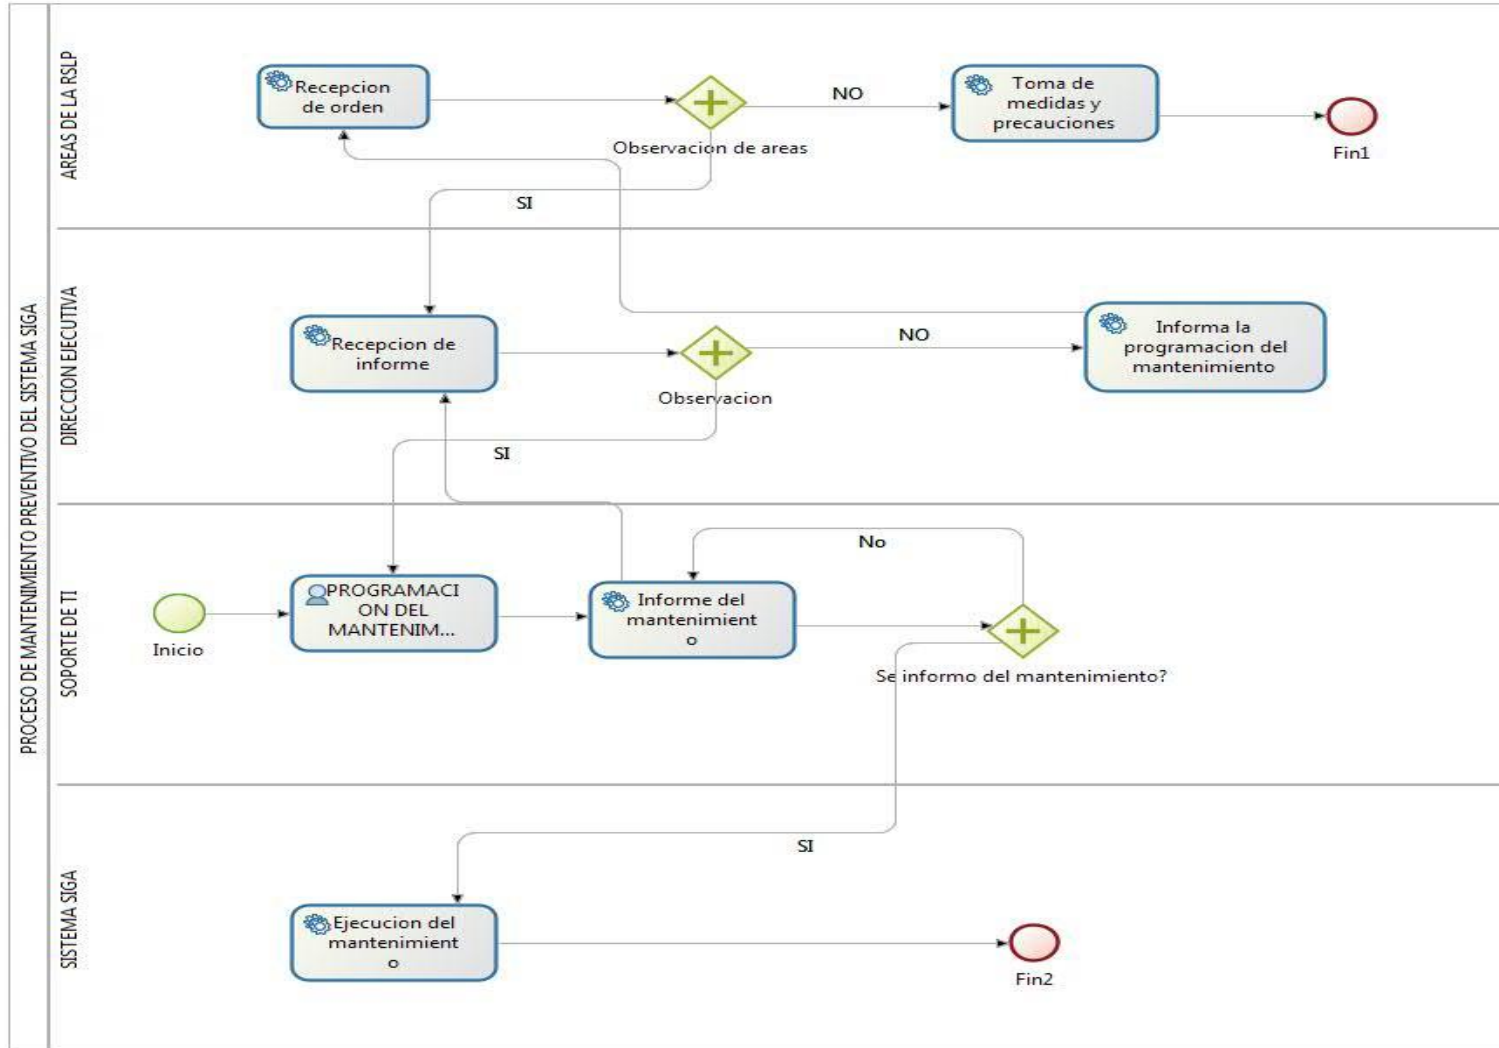 PROCESO DE MANTENIMIENTO PREVENTIVO DEL SISTEMA SIGA
AREAS DE LA RSLP
Recepcion
de orden
Observacion de areas
NO
Toma de
medidas y
precauciones
Fin1
SI
DIRECCION EJECUTIVA
Recepcion de
informe
Observacion
NO
Informa la
programacion del
mantenimiento
SI
SOPORTE DE TI
Inicio
PROGRAMACI
ON DEL
MANTENIM...
Informe del
mantenimient
o
No
Se informo del mantenimiento?
SISTEMA SIGA
SI
Ejecucion del
mantenimient
o
Fin2